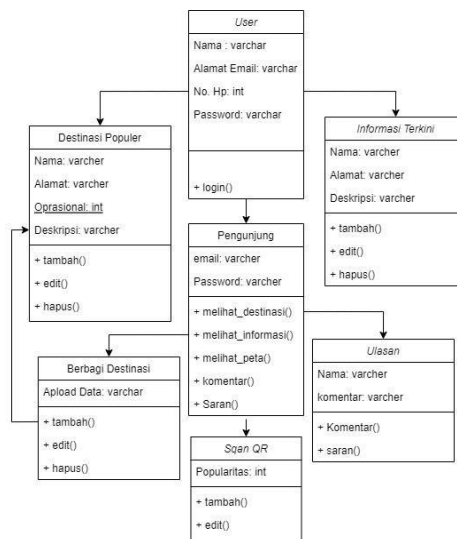 User
Nama : varchar
Alamat Email: varchar
No. Hp: int
Password: varchar
+ login()
Destinasi Populer
Nama: varcher
Alamat: varcher
Oprasional: int
Deskripsi: varcher
+ tambah()
+ edit()
+ hapus()
Informasi Terkini
Nama: varcher
Alamat: varcher
Deskripsi: varcher
+ tambah()
+ edit()
+ hapus()
Pengunjung
email: varcher
Password: varcher
+ melihat_destinasi()
+ melihat_informasi()
+ melihat_peta()
+ komentar()
+ Saran()
Berbagi Destinasi
Apload Data: varchar
+ tambah()
+ edit()
+ hapus()
Ulasan
Nama: varcher
komentar: varcher
+ Komentar()
+ saran()
Sqan QR
Popularitas: int
+ tambah()
+ edit()